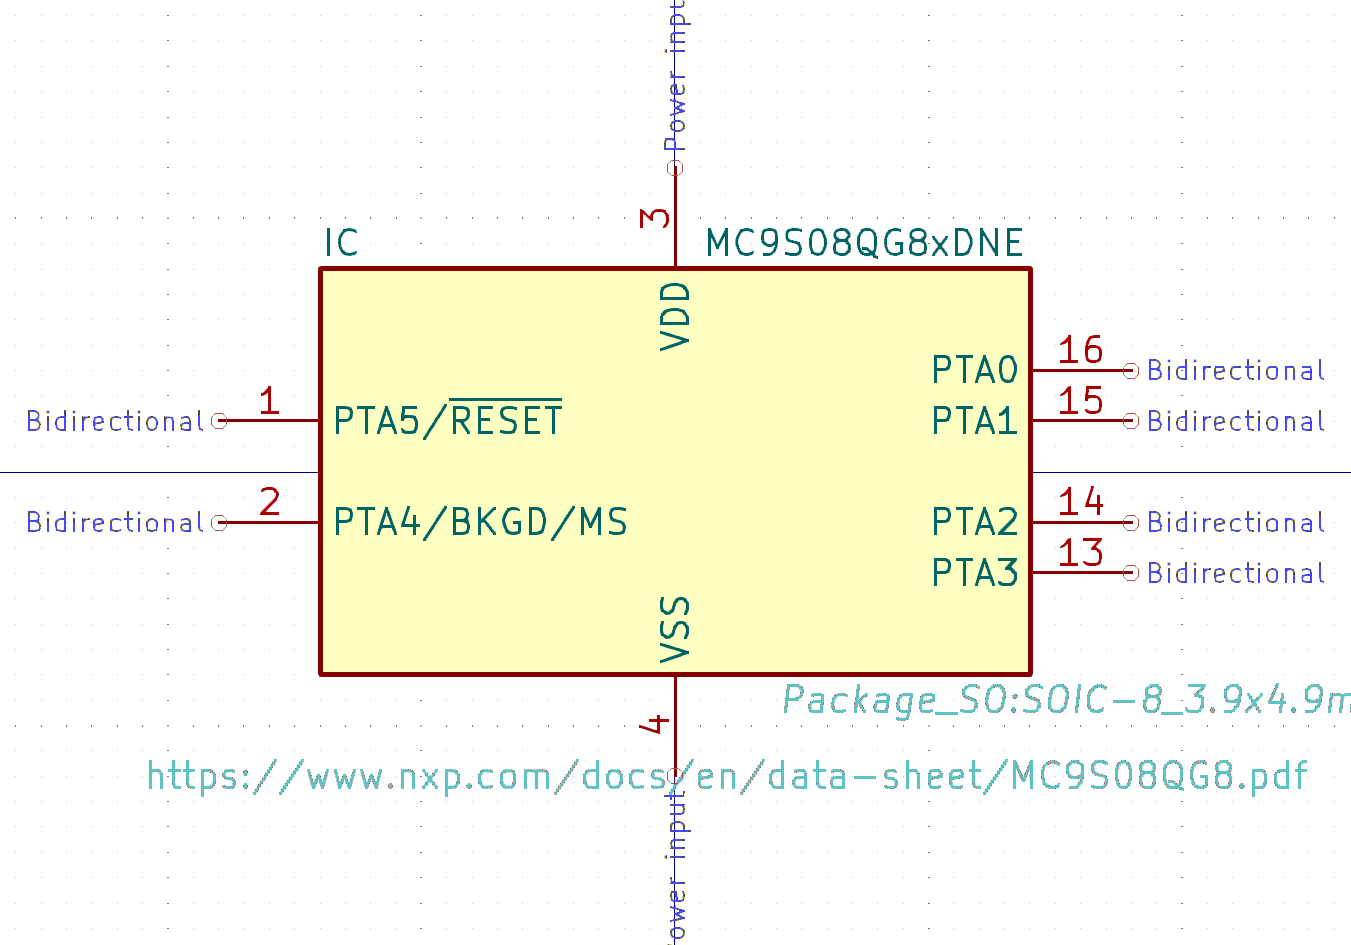 Power inpu
3
IC
MC9S08QG8xDNE
VDD
16
PTA0
Bidirectional
1
15
Bidirectional
PTA5/RESET
PTA1
Bidirectional
2
14
Bidirectional
PTA4/BKGD/MS
PTA2
Bidirectional
13
PTA3
Bidirectional
VSS
Package_SO:SOIC-8_3.9x4.9m
4
https://www.nxp.com/docs/en/data-sheet/MC9S08QG8.pdf
ower input